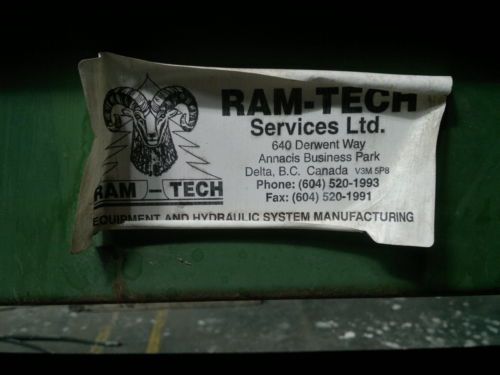 RAM-TECH
Services Ltd.
640 Derwent Way
Annacis Business Park
Delta, B.C. Canada V3M 5P8
Phone: (604) 520-1993
Fax: (604) 520-1991
RAM-TECH
EQUIPMENT AND HYDRAULIC SYSTEM MANUFACTURING